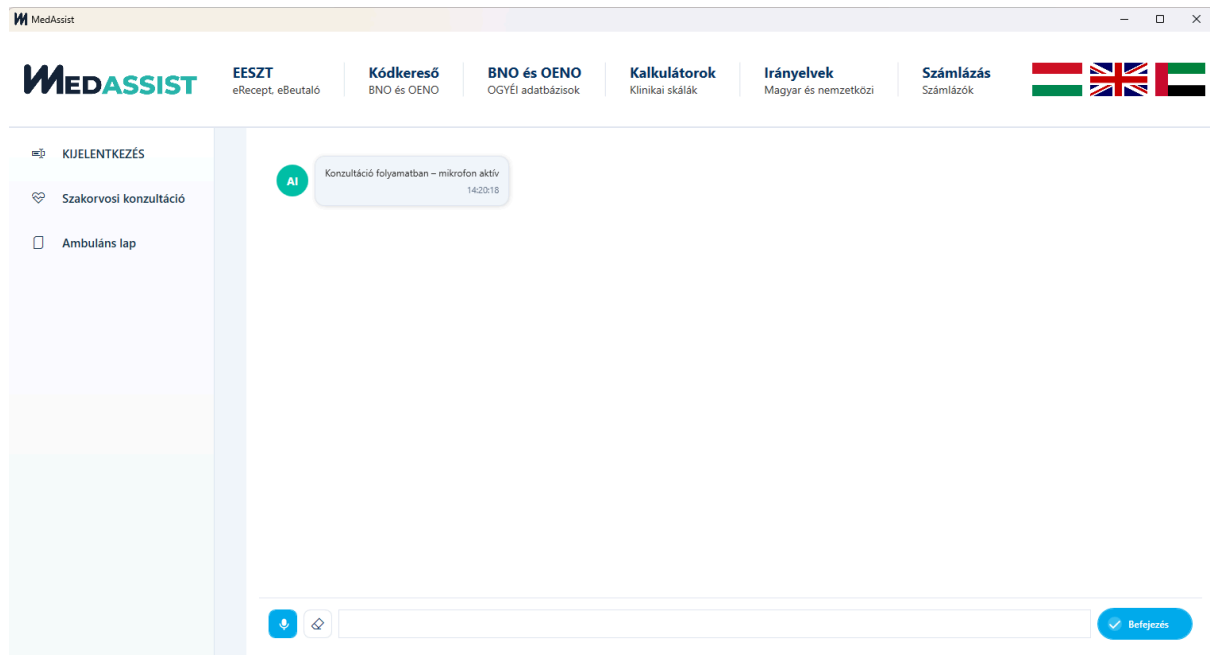 MedAssist
MEDASSIST
EESZT
eRecept, eBeutaló
Kódkereső
BNO és OENO
BNO és OENO
OGYÉI adatbázisok
Kalkulátorok
Klinikai skálák
Irányelvek
Magyar és nemzetközi
Számlázás
Számlázók
KIJELENTKEZÉS
Szakorvosi konzultáció
Ambuláns lap
AI
Konzultáció folyamatban – mikrofon aktív
14:20:18
Befejezés